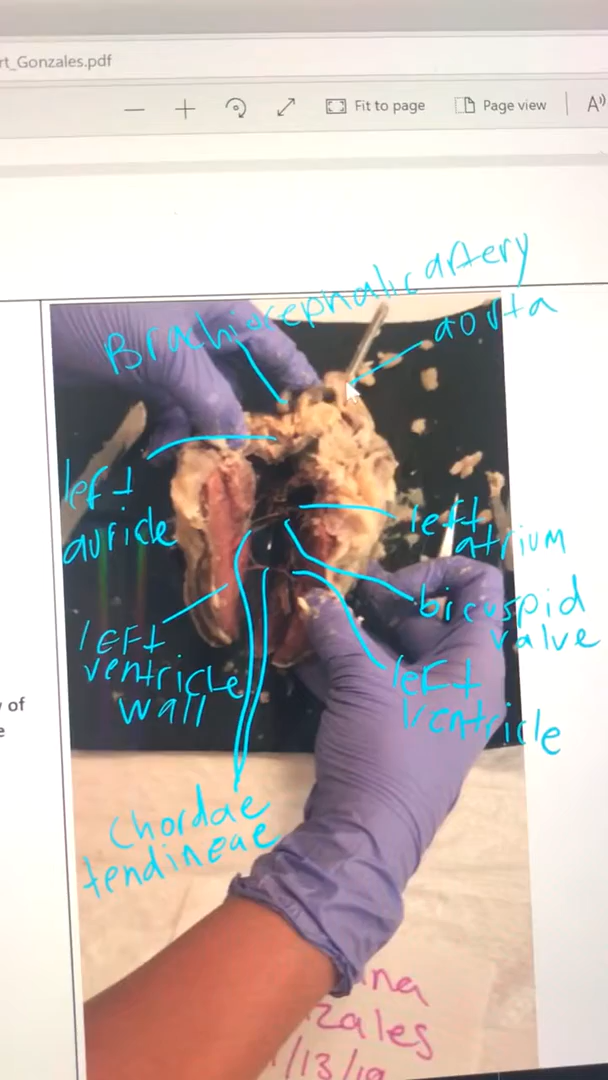 rt_Gonzales.pdf
Fit to page
Page view
A
Brachiocephalic artery
aorta
left
auricle
left
atrium
bicuspid
valve
left
ventricle
wall
left
ventricle
chordae
tendineae
of
e
na
zales
/13/19